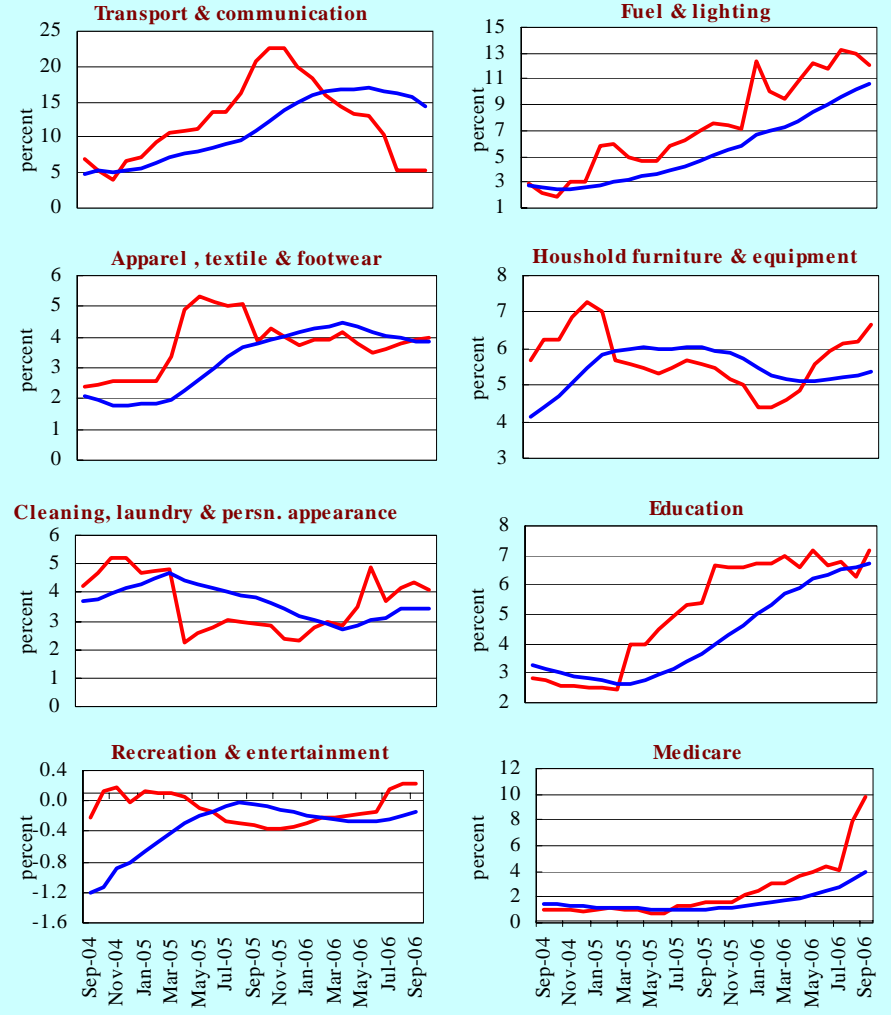 Transport & communication
25
20
15
10
5
0
percent
Fuel & lighting
15
13
11
9
7
5
3
1
percent
Apparel , textile & footwear
6
5
4
3
2
1
0
percent
Houshold furniture & equipment
8
7
6
5
4
3
percent
Cleaning, laundry & persn. appearance
6
5
4
3
2
1
0
percent
Education
8
7
6
5
4
3
2
percent
Recreation & entertainment
0.4
0.0
-0.4
-0.8
-1.2
-1.6
percent
Sep-04
Nov-04
Jan-05
Mar-05
May-05
Jul-05
Sep-05
Nov-05
Jan-06
Mar-06
May-06
Jul-06
Sep-06
Medicare
12
10
8
6
4
2
0
percent
Sep-04
Nov-04
Jan-05
Mar-05
May-05
Jul-05
Sep-05
Nov-05
Jan-06
Mar-06
May-06
Jul-06
Sep-06